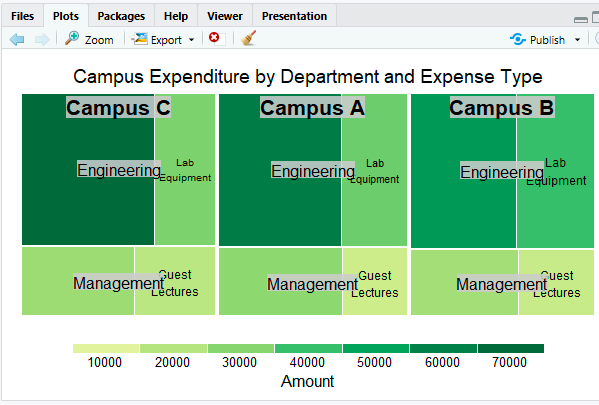 Files Plots Packages Help Viewer Presentation
Zoom Export Publish
Campus Expenditure by Department and Expense Type
Campus C Campus A Campus B
Engineering Lab Equipment Engineering Lab Equipment Engineering Lab Equipment
Management Guest Lectures Management Guest Lectures Management Guest Lectures
10000 20000 30000 40000 50000 60000 70000
Amount